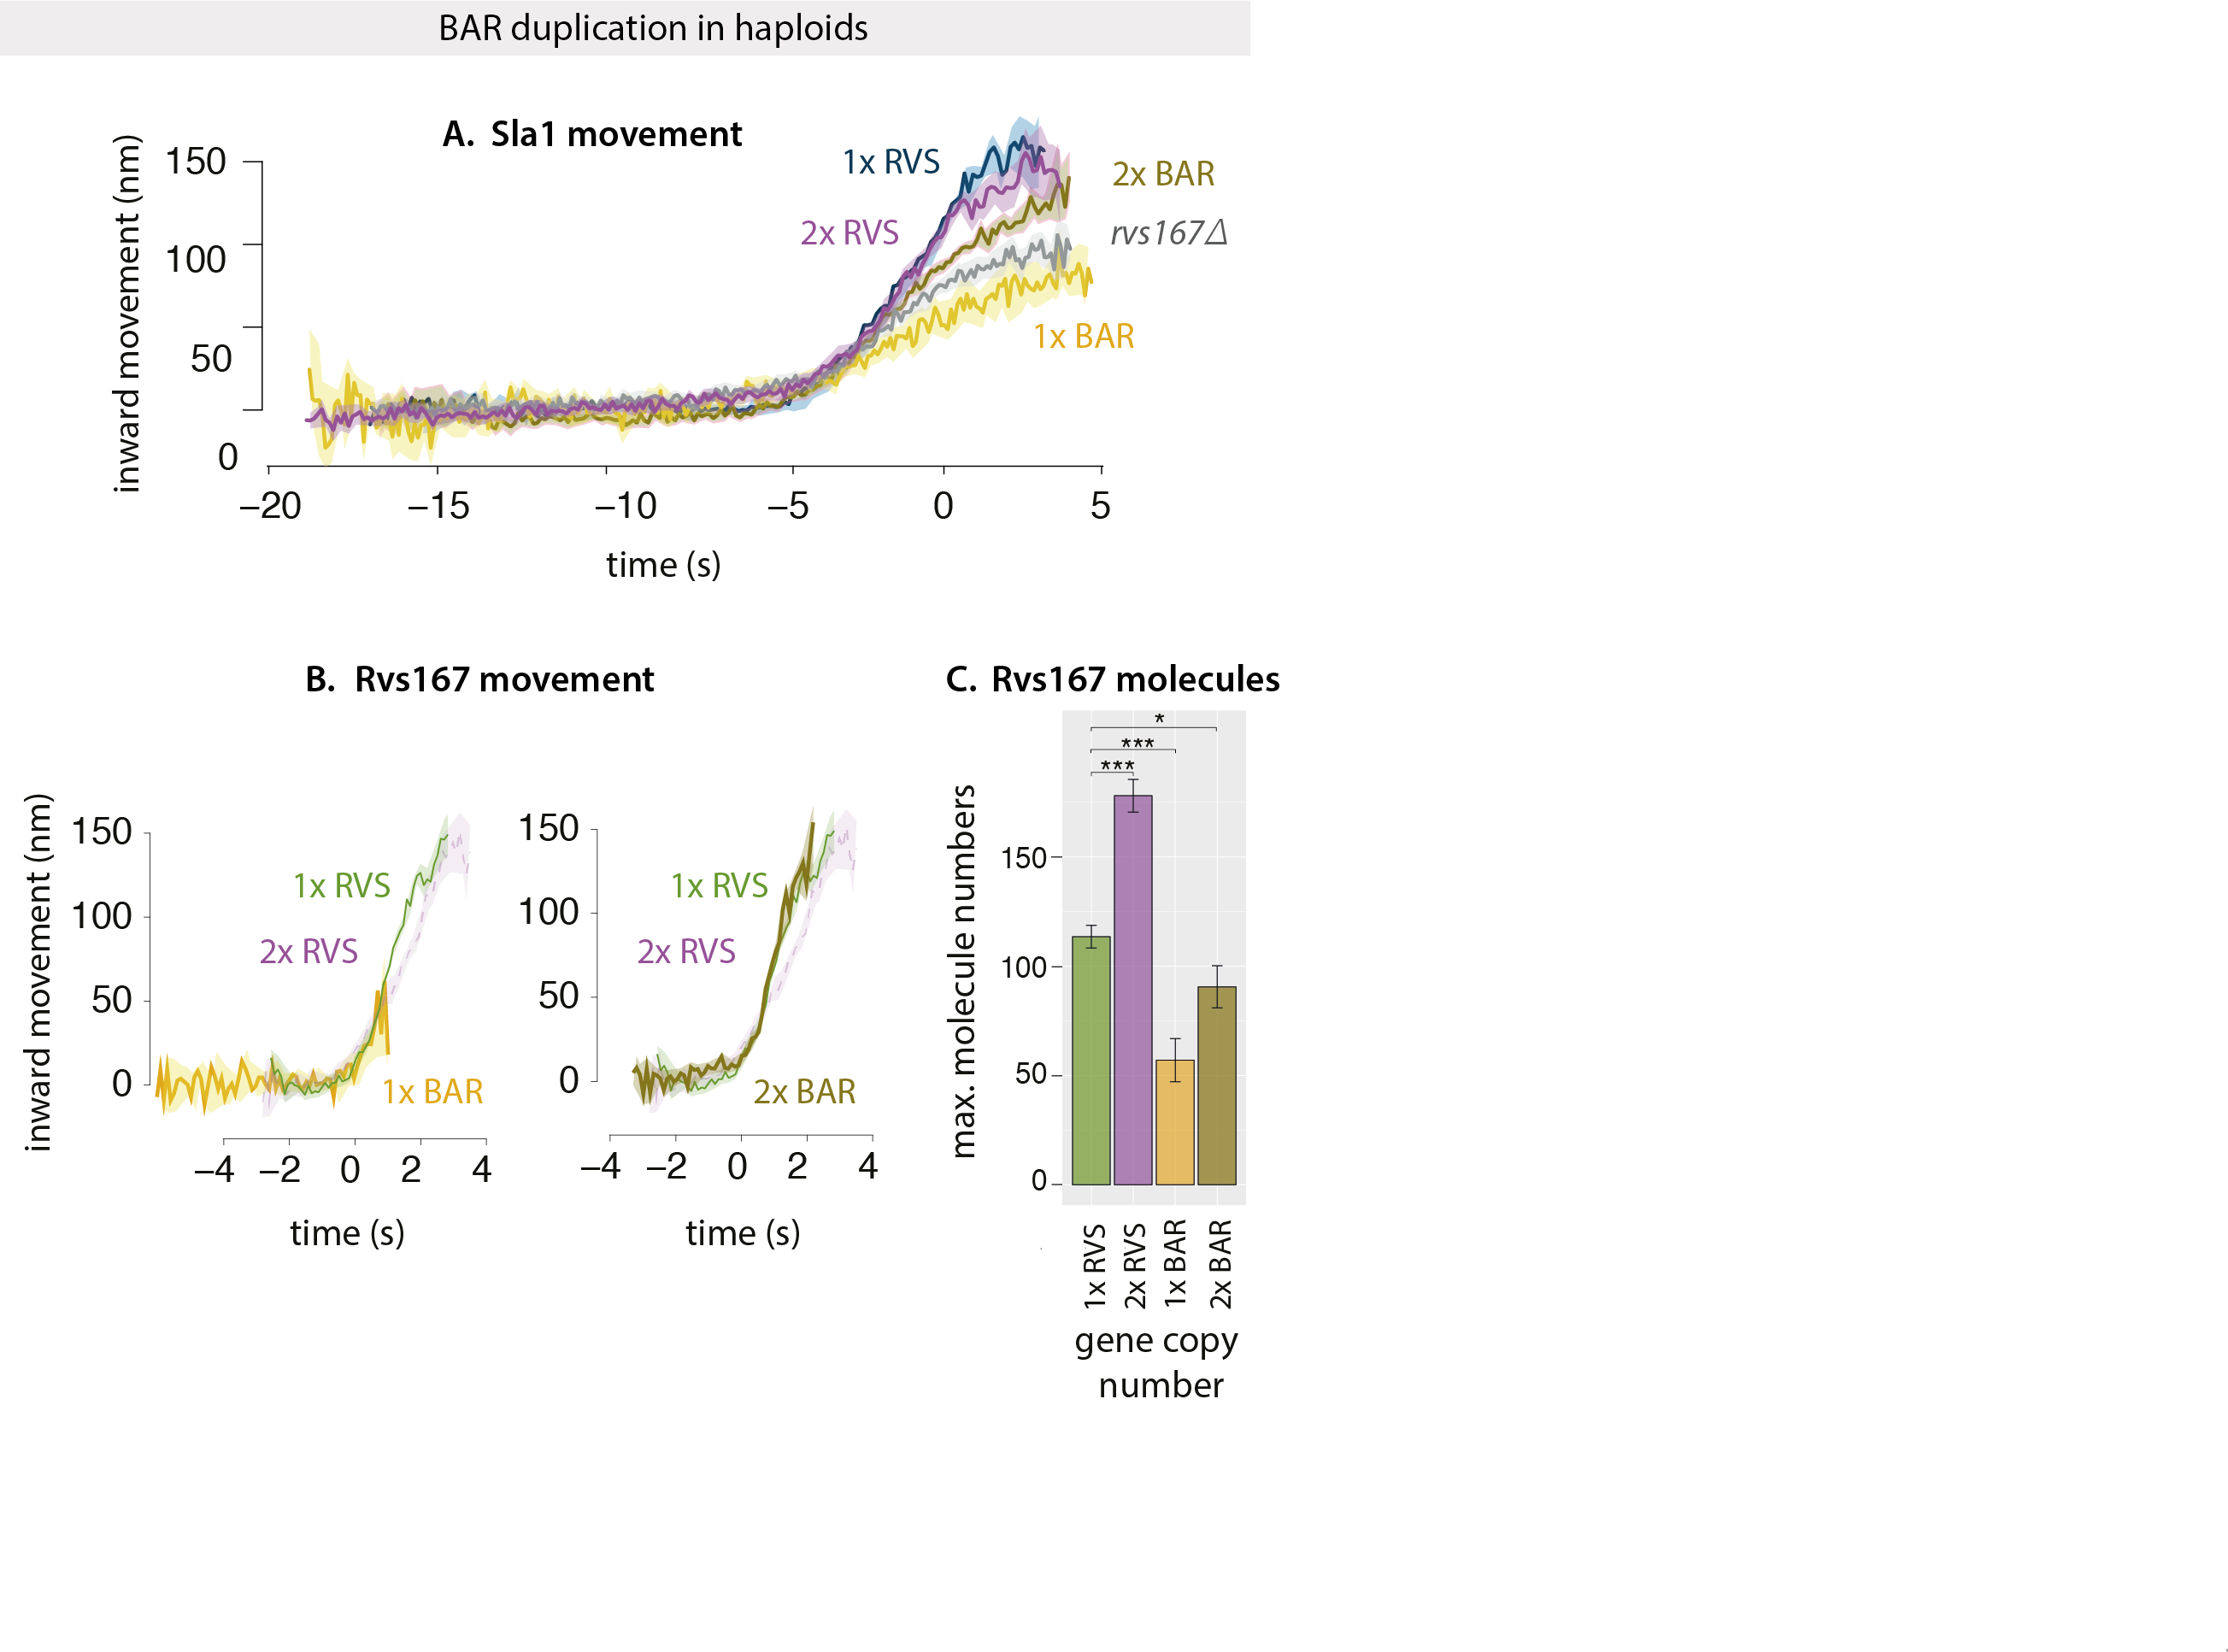 BAR duplication in haploids
A. Sla1 movement
inward movement (nm)
150
100
50
0
1x RVS
2x RVS
2x BAR
rvs167Δ
1x BAR
–20 –15 –10 –5 0 5
time (s)
B. Rvs167 movement
inward movement (nm)
150
100
50
0
1x RVS
2x RVS
1x BAR
–4 –2 0 2 4
time (s)
150
100
50
0
1x RVS
2x RVS
2x BAR
–4 –2 0 2 4
time (s)
C. Rvs167 molecules
max. molecule numbers
*
***
***
150
100
50
0
1x RVS
2x RVS
1x BAR
2x BAR
gene copy
number